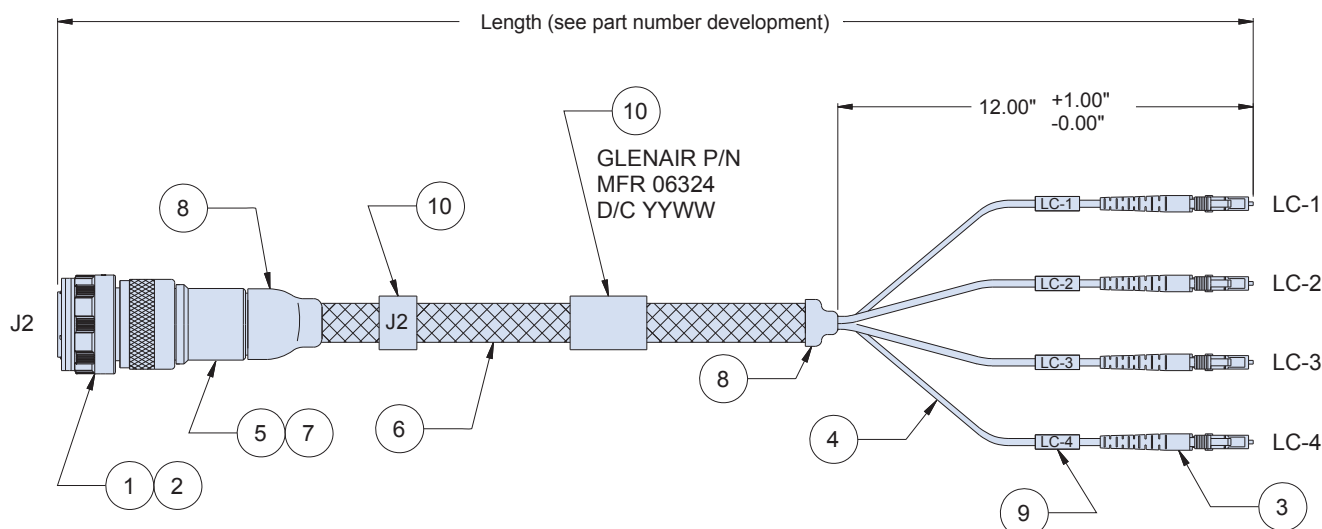 Length (see part number development)
12.00" +1.00"
-0.00"
10
GLENAIR P/N
MFR 06324
D/C YYWW
8
10
LC-1
LC-1
LC-2
LC-2
J2
J2
LC-3
LC-3
8
5 7
6
4
LC-4
LC-4
1 2
9
3